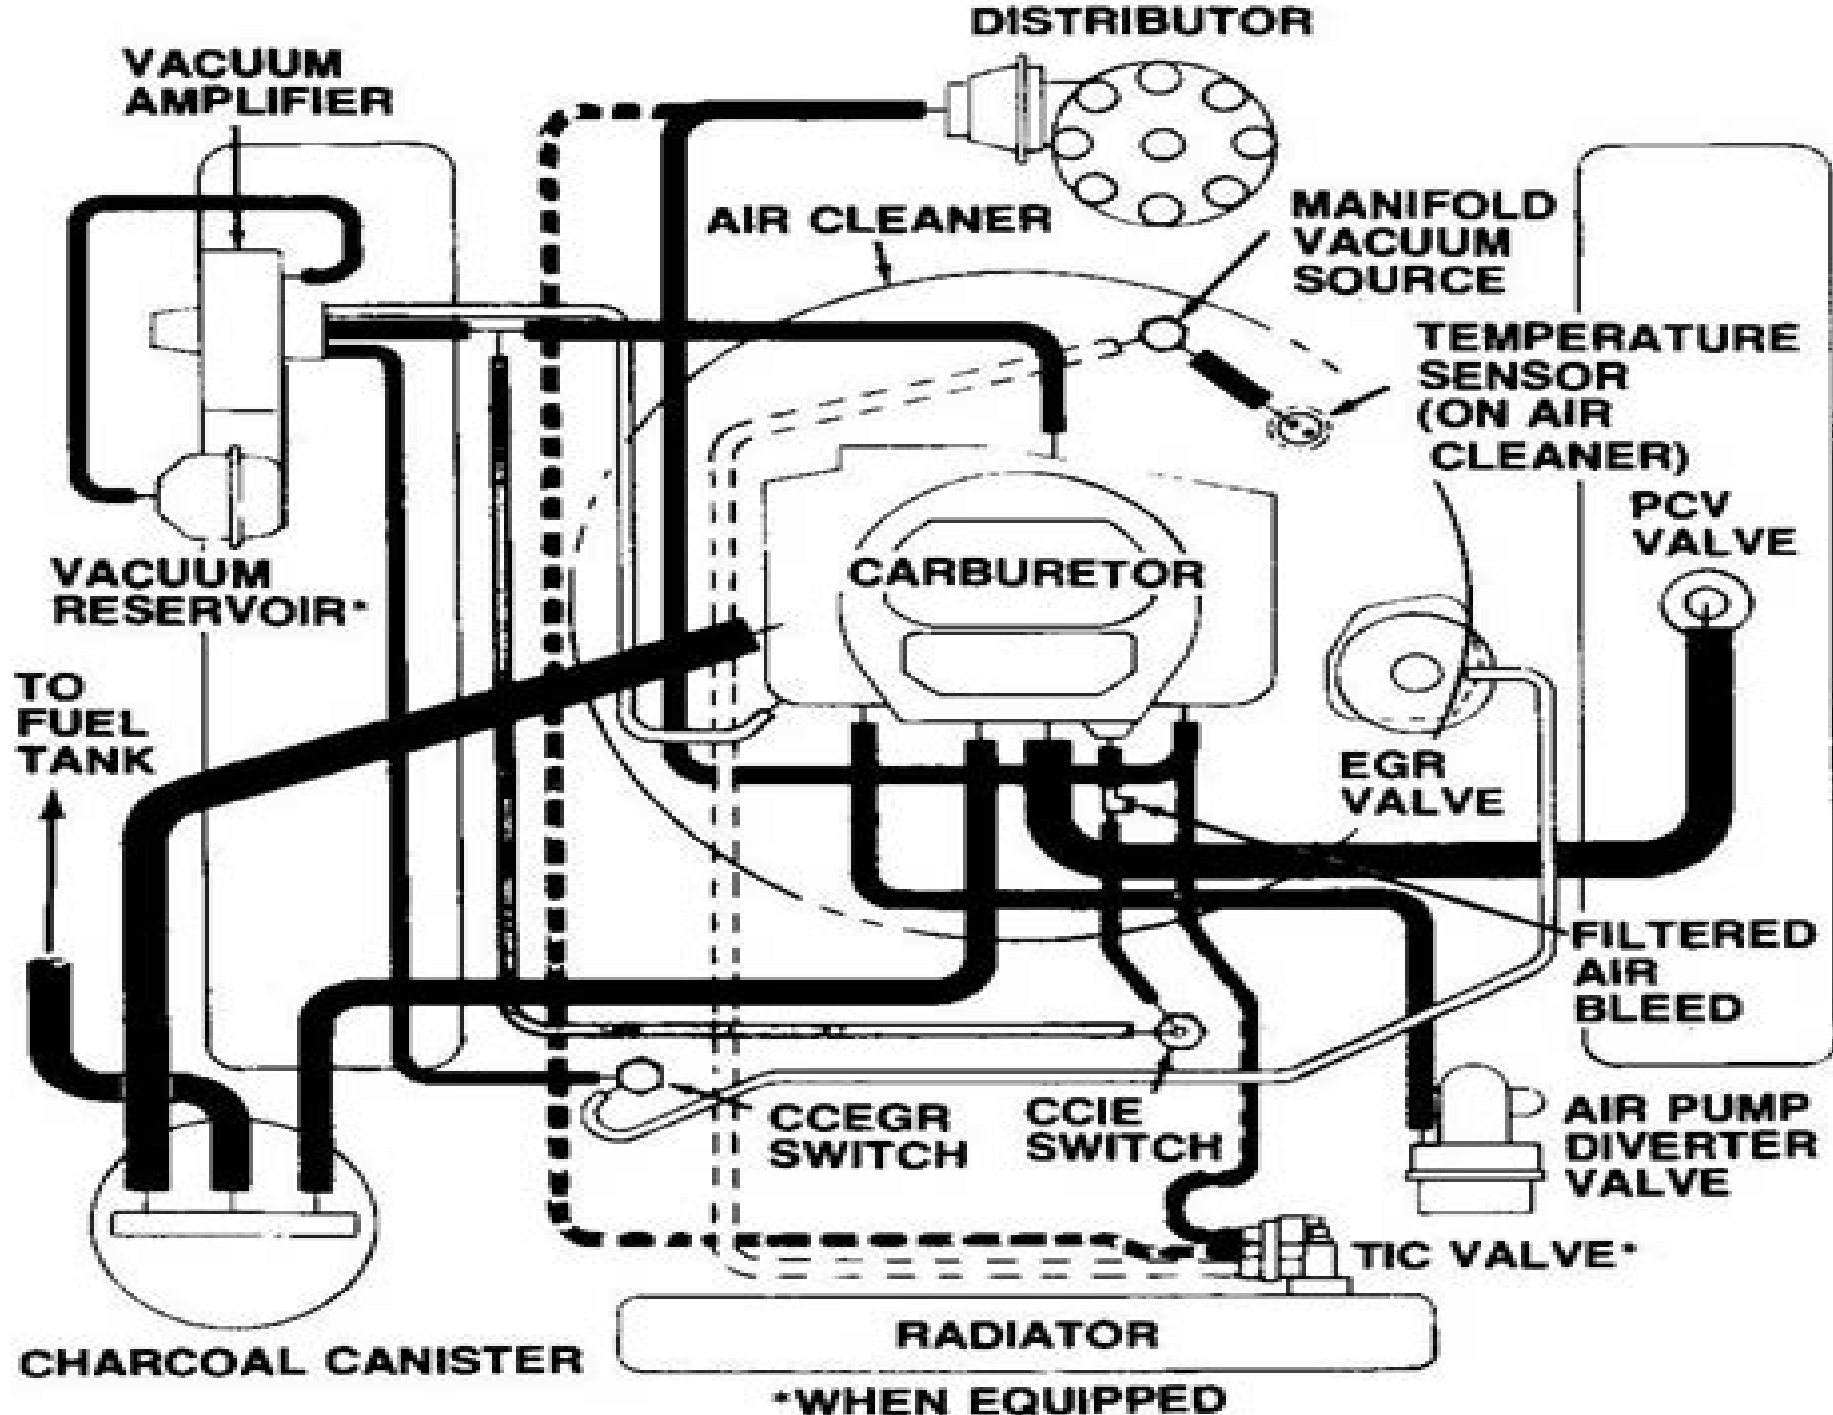 DISTRIBUTOR
VACUUM
AMPLIFIER
AIR CLEANER
MANIFOLD
VACUUM
SOURCE
TEMPERATURE
SENSOR
(ON AIR
CLEANER)
PCV
VALVE
CARBURETOR
VACUUM
RESERVOIR*
TO
FUEL
TANK
EGR
VALVE
FILTERED
AIR
BLEED
CCEGR
SWITCH
CCIE
SWITCH
AIR PUMP
DIVERTER
VALVE
TIC VALVE*
RADIATOR
CHARCOAL CANISTER
*WHEN EQUIPPED